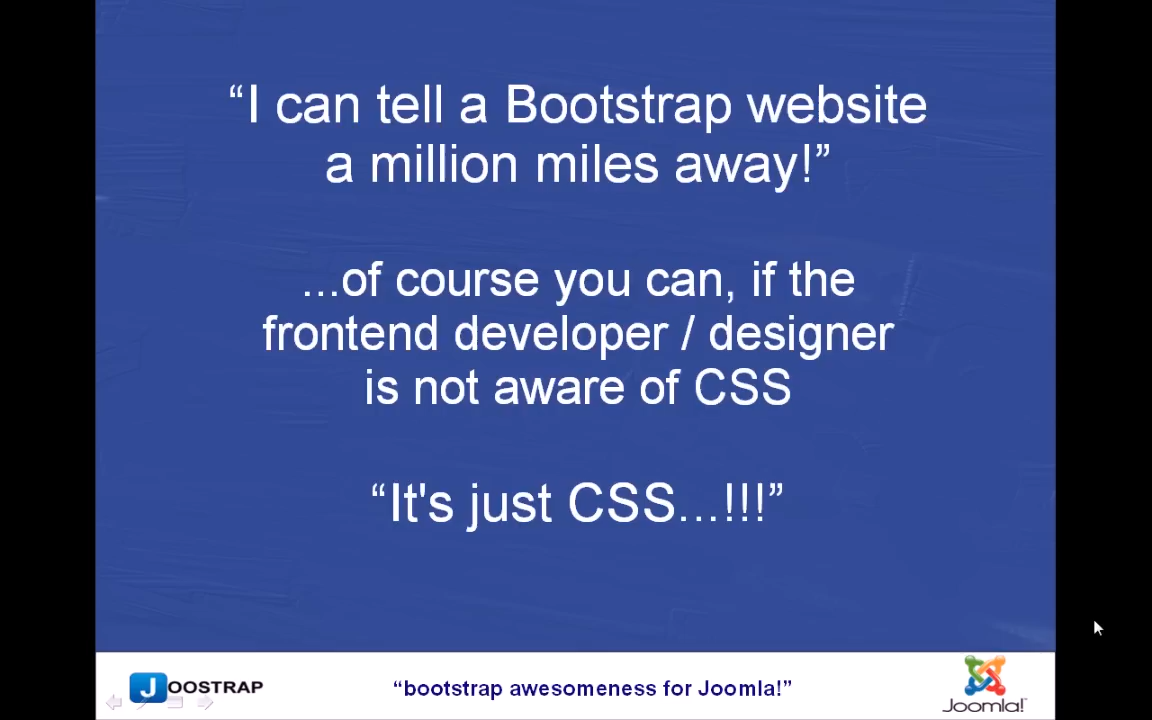 “I can tell a Bootstrap website
a million miles away!”
...of course you can, if the
frontend developer / designer
is not aware of CSS
“It's just CSS...!!!”
JOOSTRAP
“bootstrap awesomeness for Joomla!”
Joomla!